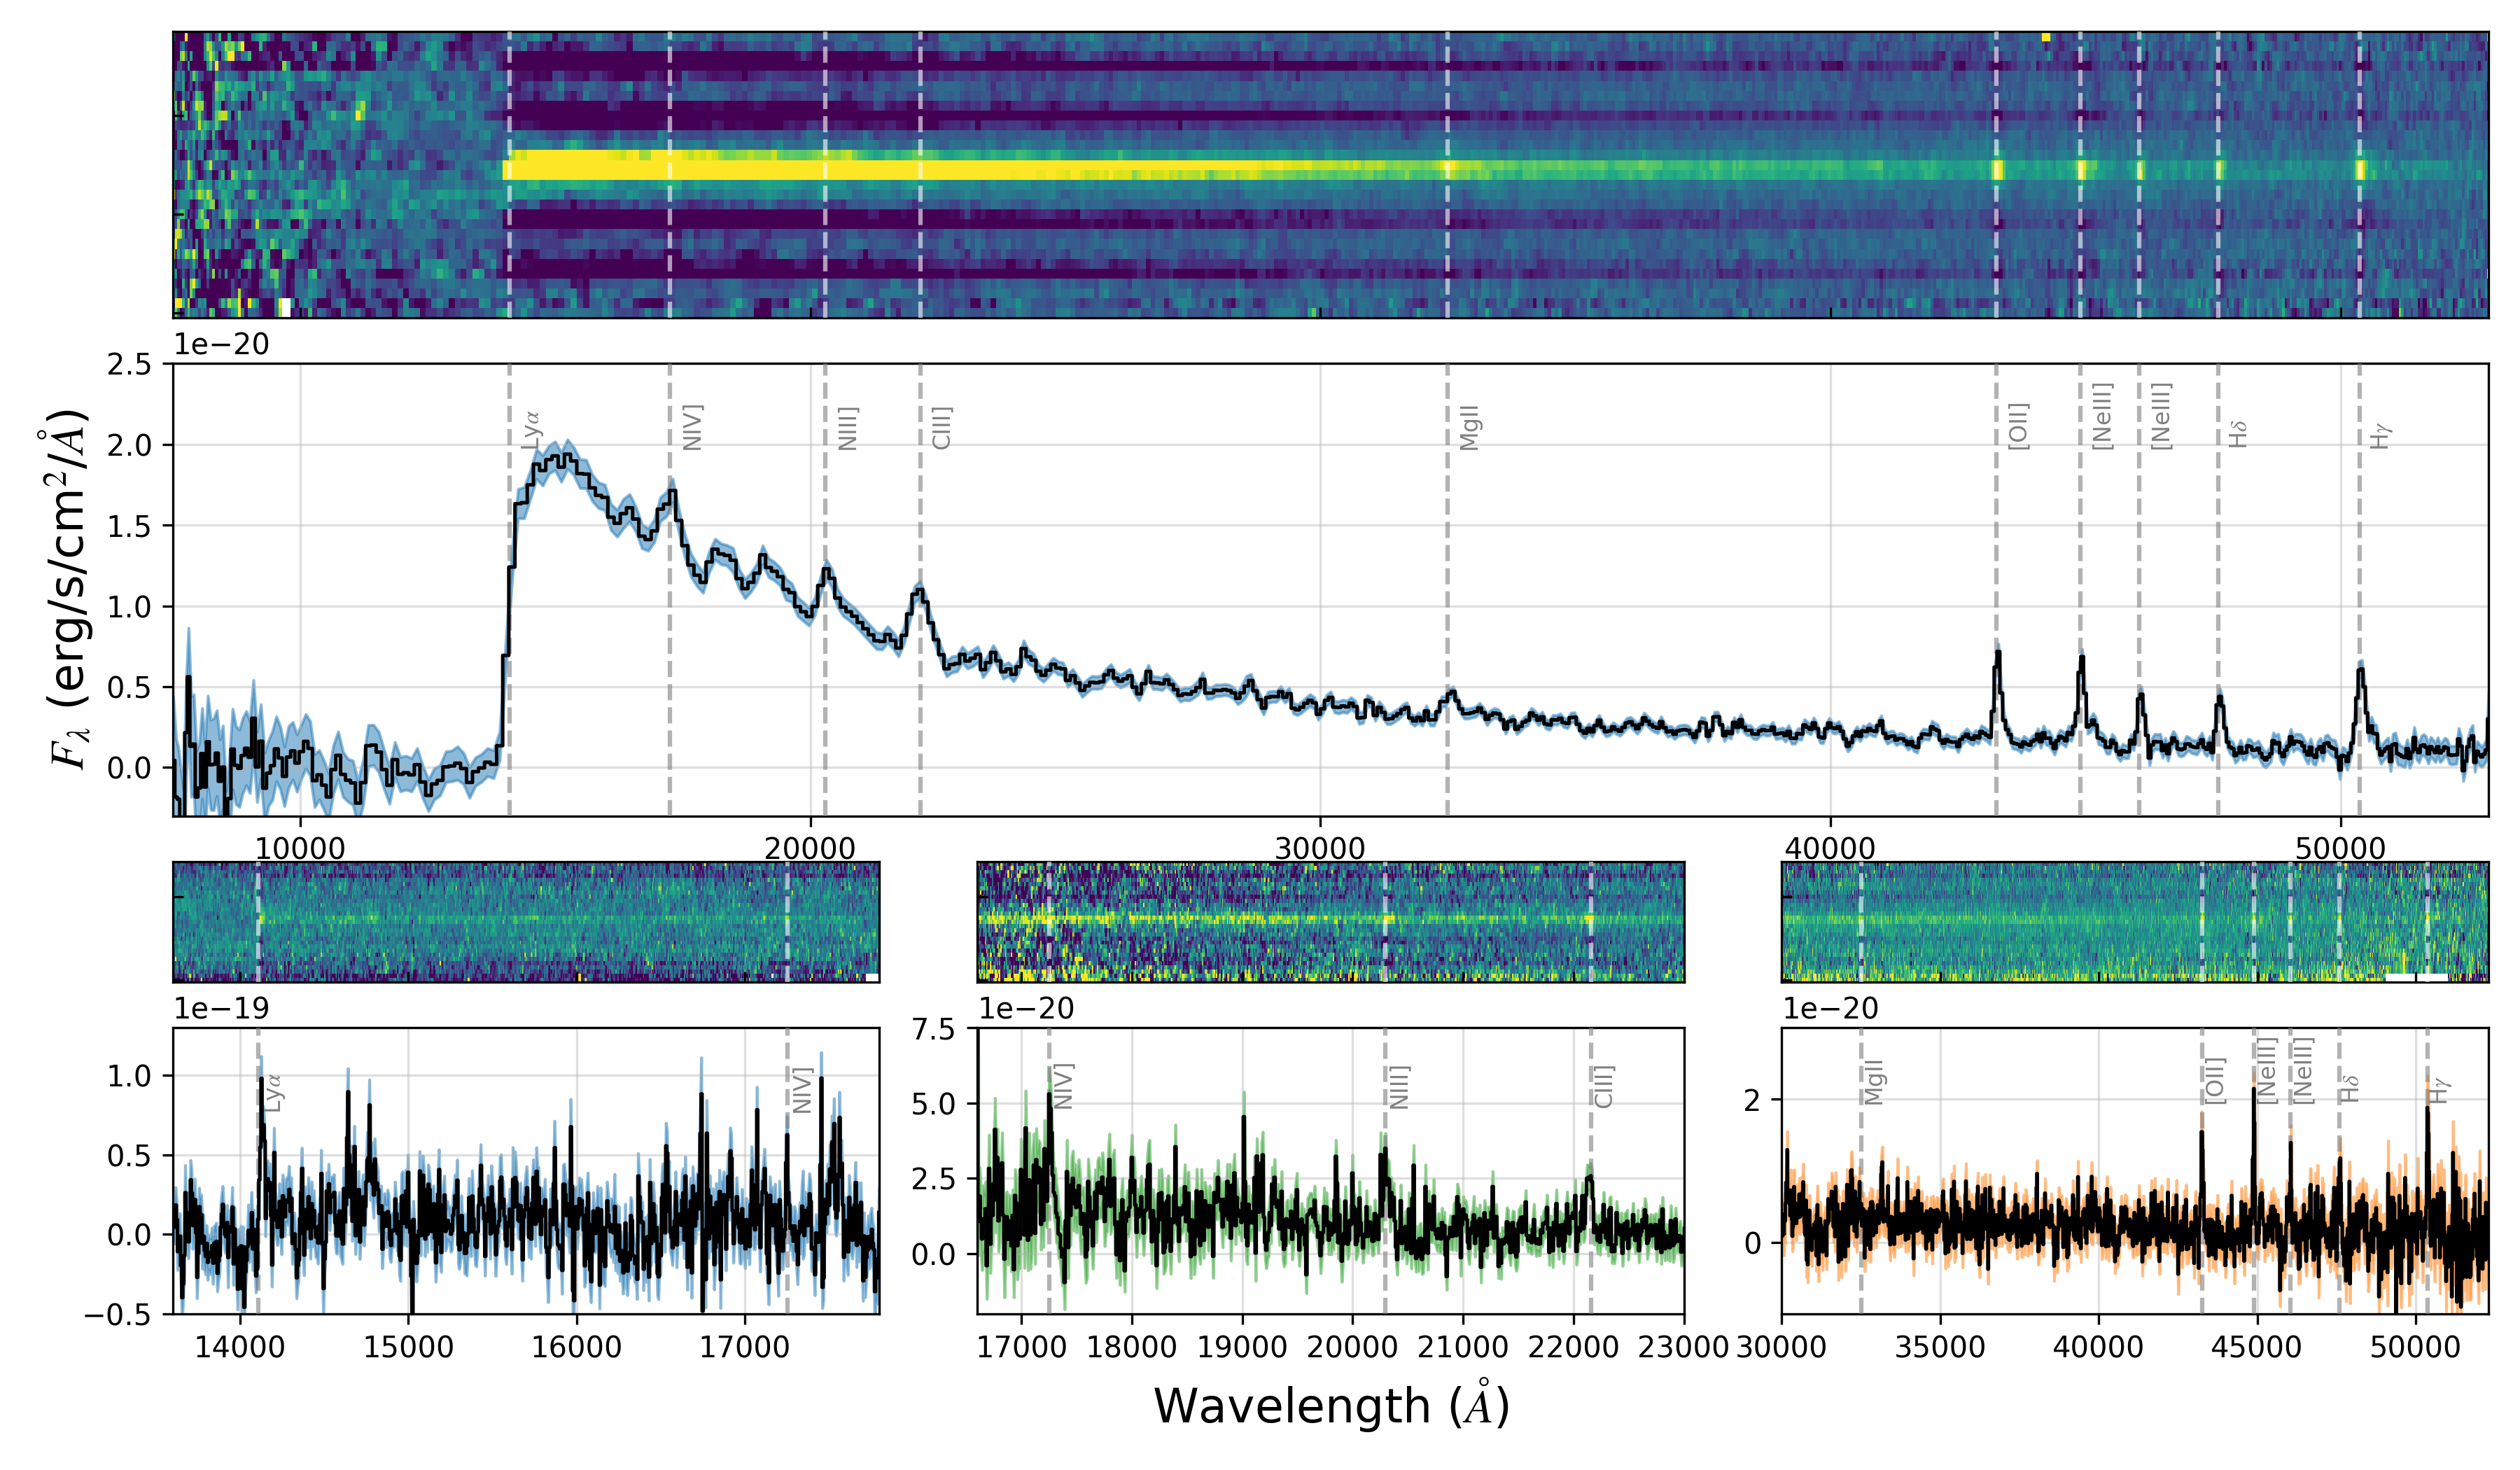 1e−20
2.5
2.0
1.5
1.0
0.5
0.0
Fλ (erg/s/cm²/Å)
Lyα
NIV]
NIII]
CIII]
MgII
[OII]
[NeIII]
[NeIII]
Hδ
Hγ
10000 20000 30000 40000 50000
1e−19
1.0
0.5
0.0
−0.5
Lyα
NIV]
14000 15000 16000 17000
1e−20
7.5
5.0
2.5
0.0
NIV]
NIII]
CIII]
17000 18000 19000 20000 21000 22000 23000
1e−20
2
0
MgII
[OII]
[NeIII]
[NeIII]
Hδ
Hγ
30000 35000 40000 45000 50000
Wavelength (Å)